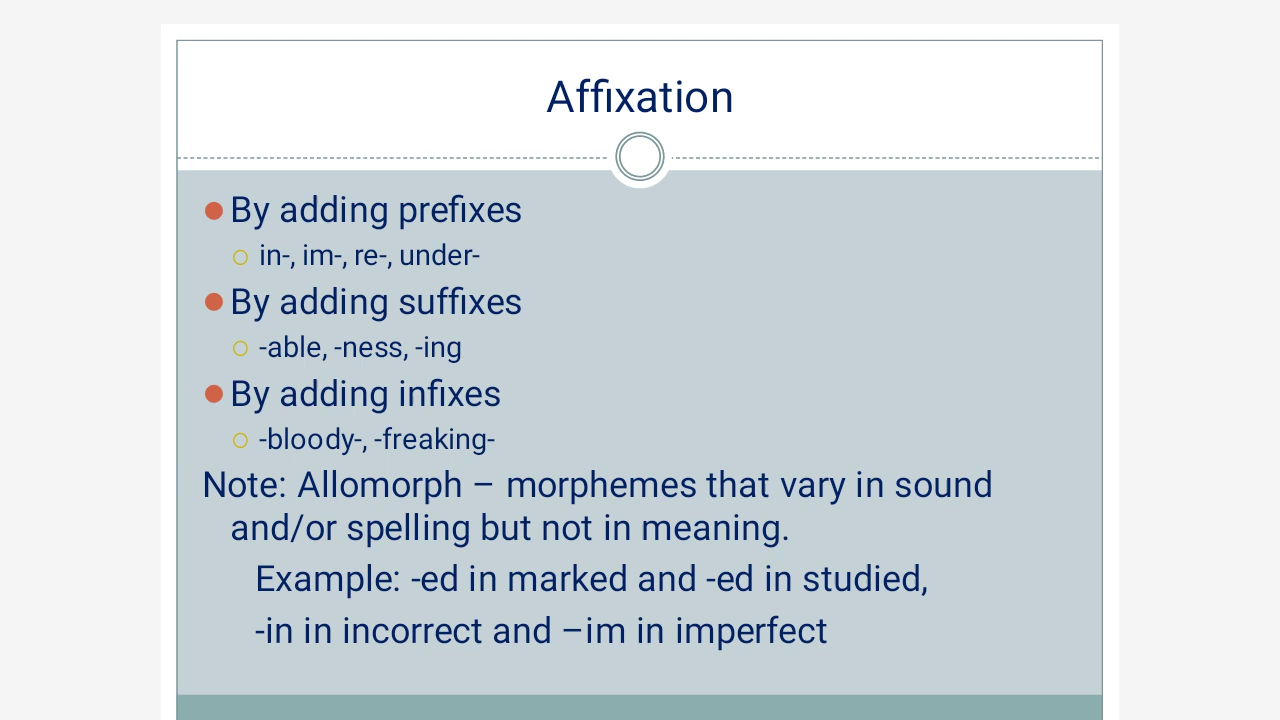 Affixation
By adding prefixes
in-, im-, re-, under-
By adding suffixes
-able, -ness, -ing
By adding infixes
-bloody-, -freaking-
Note: Allomorph – morphemes that vary in sound
and/or spelling but not in meaning.
Example: -ed in marked and -ed in studied,
-in in incorrect and –im in imperfect